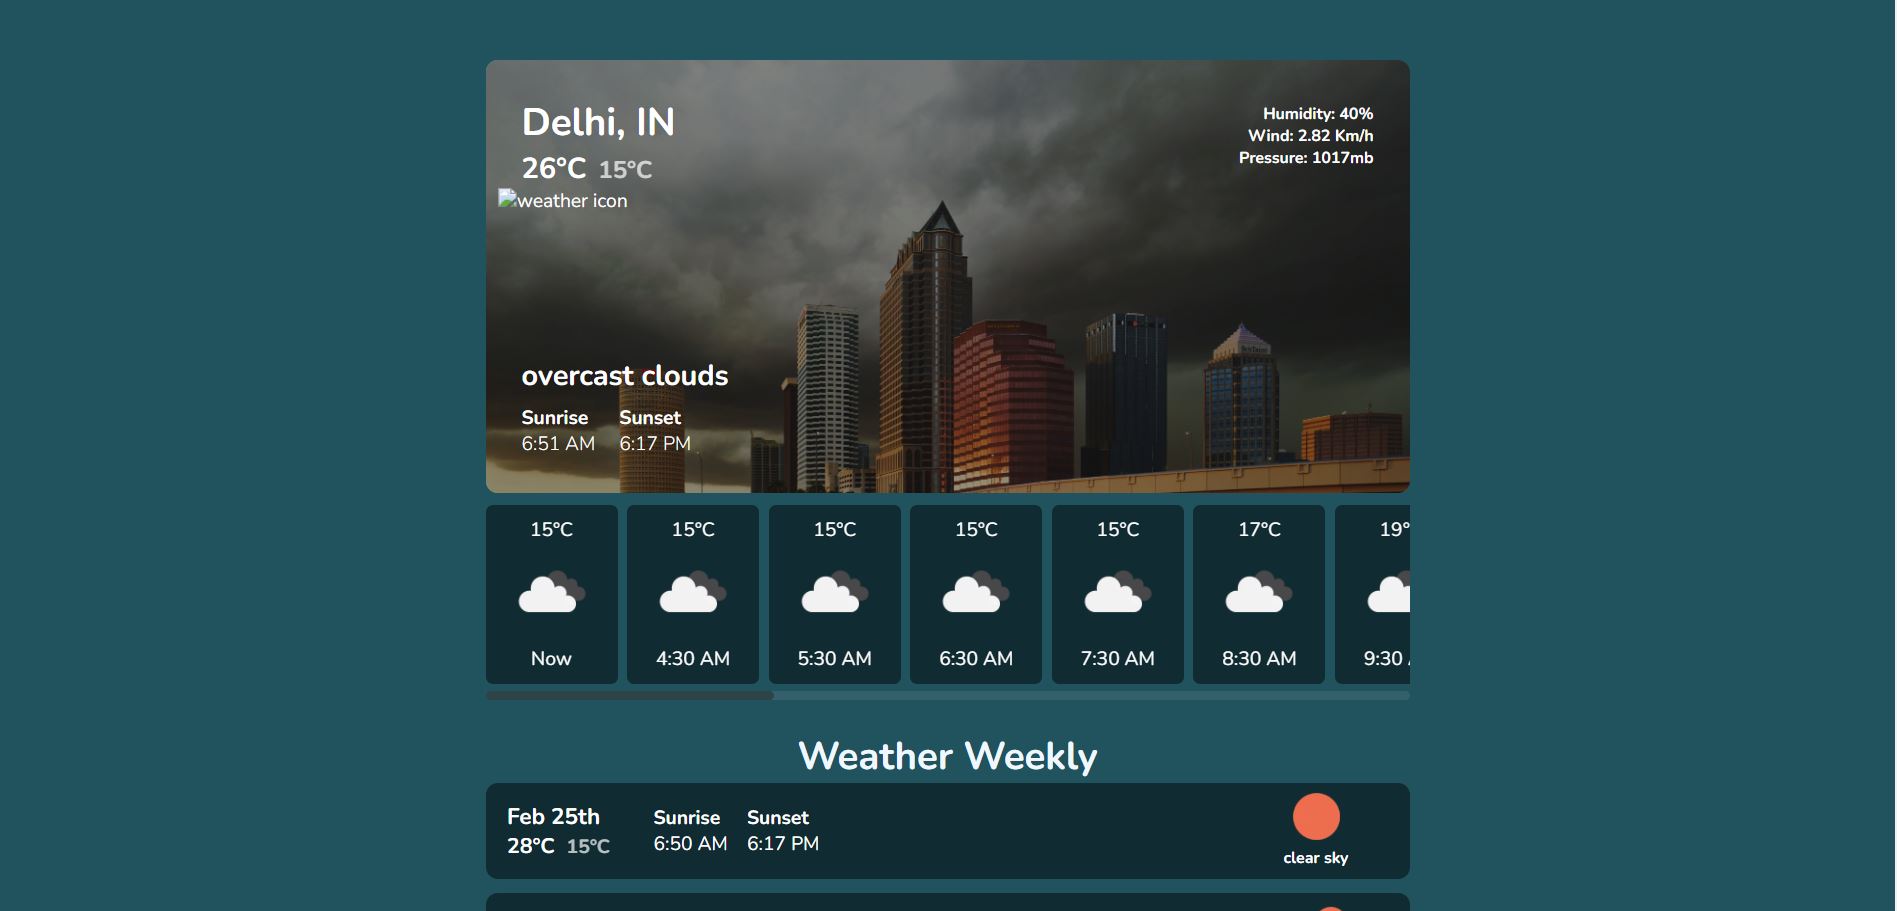 Delhi, IN
26°C 15°C
weather icon
Humidity: 40%
Wind: 2.82 Km/h
Pressure: 1017mb
overcast clouds
Sunrise Sunset
6:51 AM 6:17 PM
15°C 15°C 15°C 15°C 15°C 17°C 19°
Now 4:30 AM 5:30 AM 6:30 AM 7:30 AM 8:30 AM 9:30
Weather Weekly
Feb 25th
28°C 15°C
Sunrise Sunset
6:50 AM 6:17 PM
clear sky